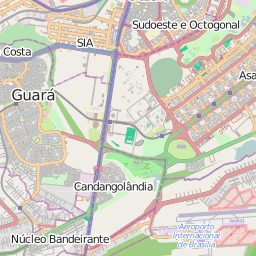 Sudoeste e Octogonal
SIA
Costa
Asa
Guará
Candangolândia
Aeroporto
Internacional
de Brasília
Núcleo Bandeirante